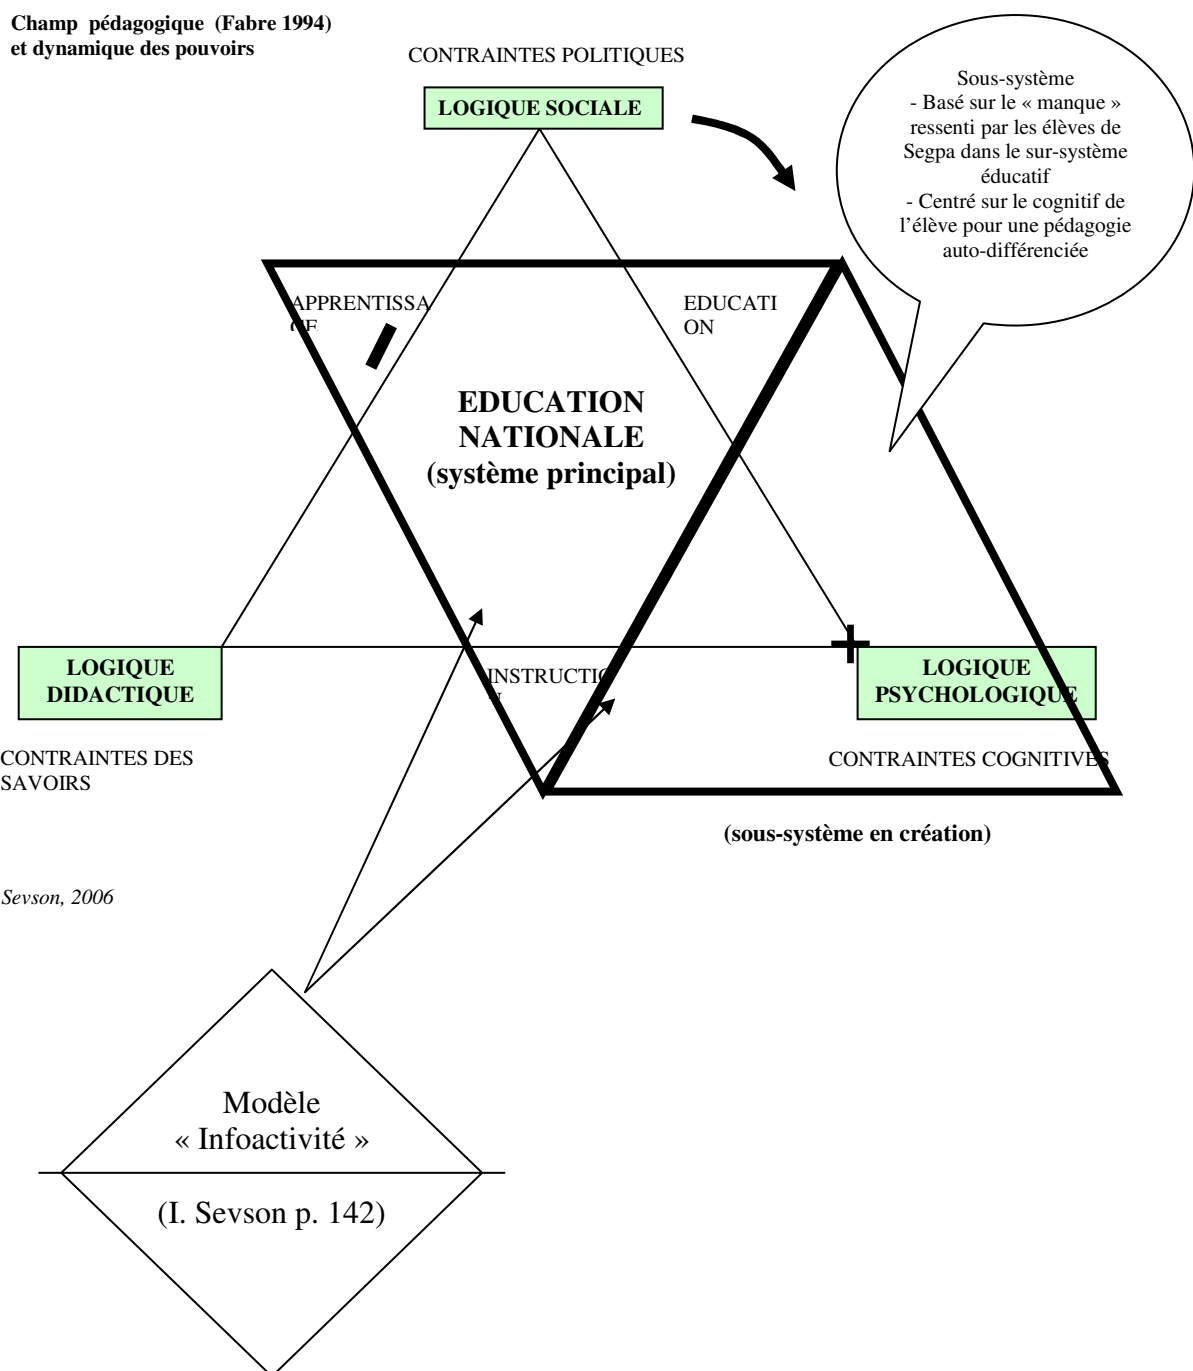 Champ pédagogique (Fabre 1994)
et dynamique des pouvoirs
CONTRAINTES POLITIQUES
LOGIQUE SOCIALE
Sous-système
- Basé sur le « manque »
ressenti par les élèves de
Segpa dans le sur-système
éducatif
- Centré sur le cognitif de
l'élève pour une pédagogie
auto-différenciée
APPRENTISSA
GE
EDUCATI
ON
EDUCATION
NATIONALE
(système principal)
LOGIQUE
DIDACTIQUE
INSTRUCTIO
N
LOGIQUE
PSYCHOLOGIQUE
CONTRAINTES DES
SAVOIRS
CONTRAINTES COGNITIVES
(sous-système en création)
Sevson, 2006
Modèle
« Infoactivité »
(I. Sevson p. 142)